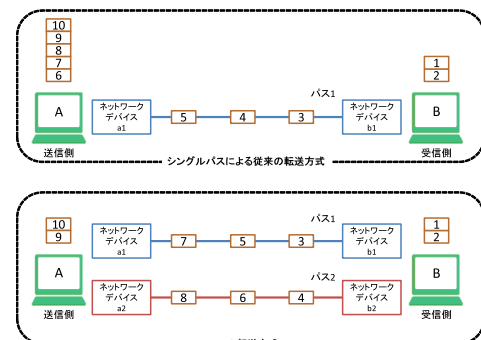 10
9
8
7
6
1
2
A
ネットワーク
デバイス
a1
5
4
3
パス1
ネットワーク
デバイス
b1
B
送信側
受信側
シングルパスによる従来の転送方式
10
9
1
2
A
ネットワーク
デバイス
a1
7
5
3
パス1
ネットワーク
デバイス
b1
B
ネットワーク
デバイス
a2
8
6
4
パス2
ネットワーク
デバイス
b2
送信側
受信側